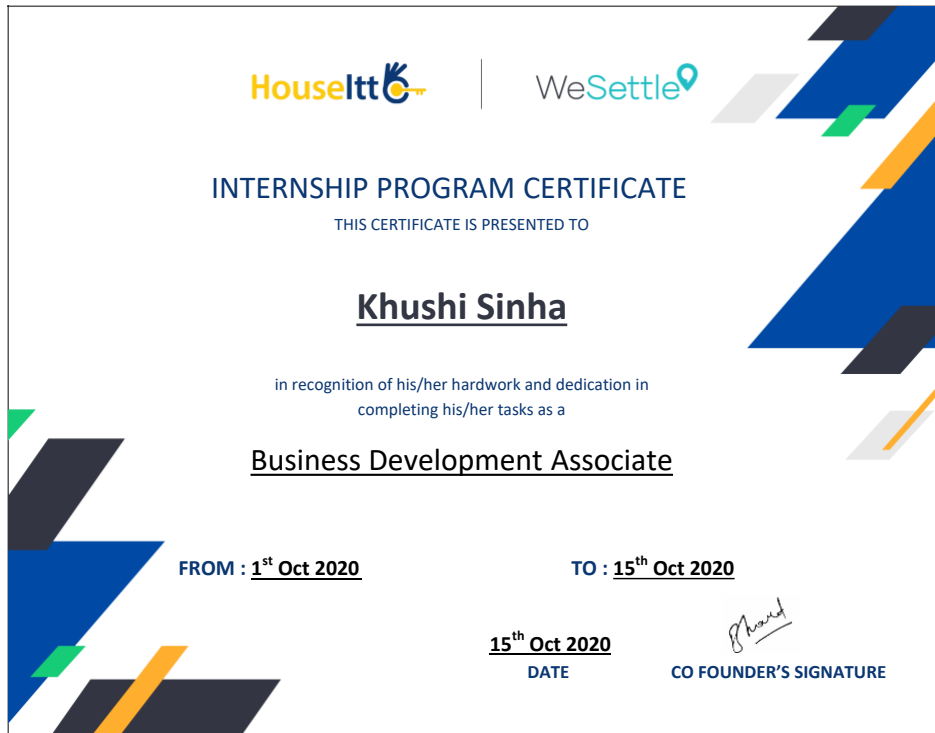 HouseItt
WeSettle
INTERNSHIP PROGRAM CERTIFICATE
THIS CERTIFICATE IS PRESENTED TO
Khushi Sinha
in recognition of his/her hardwork and dedication in
completing his/her tasks as a
Business Development Associate
FROM : 1st Oct 2020
TO : 15th Oct 2020
15th Oct 2020
DATE
CO FOUNDER'S SIGNATURE